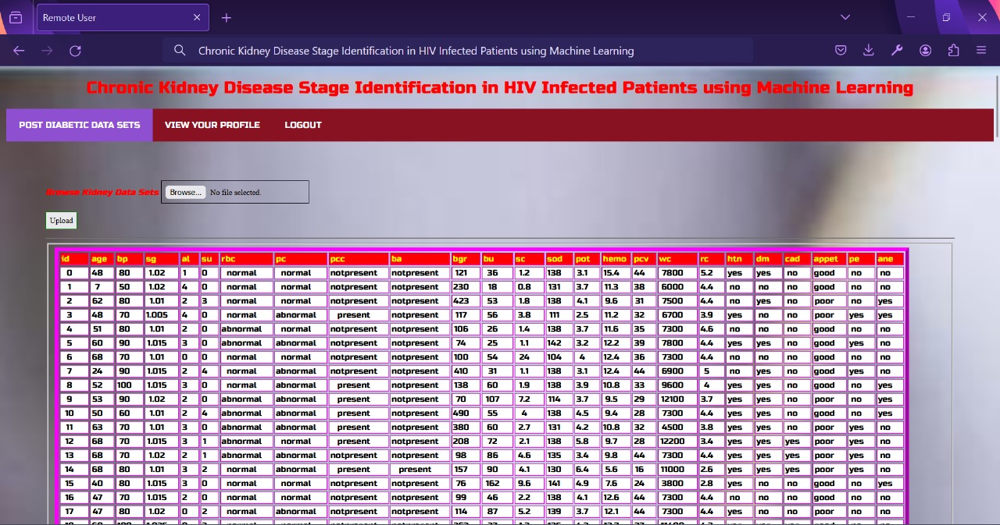 Remote User
Chronic Kidney Disease Stage Identification in HIV Infected Patients using Machine Learning
Chronic Kidney Disease Stage Identification in HIV Infected Patients using Machine Learning
POST DIABETIC DATA SETS VIEW YOUR PROFILE LOGOUT
Browse Kidney Data Sets Browse... No file selected.
Upload
id age bp sg al su rbc pc pcc ba bgr bu sc sod pot hemo pcv wc rc htn dm cad appet pe ane
0 48 80 1.02 1 0 normal normal notpresent notpresent 121 36 1.2 138 3.1 15.4 44 7800 5.2 yes yes no good no no
1 7 50 1.02 4 0 normal normal notpresent notpresent 230 18 0.8 138 3.7 11.3 38 6000 4.4 no no no good no no
2 62 80 1.01 2 3 normal normal notpresent notpresent 423 53 1.8 138 4.1 9.6 31 7500 4.4 no yes no poor no yes
3 48 70 1.005 4 0 normal abnormal present notpresent 117 56 3.8 111 2.5 11.2 32 6700 3.9 yes no no poor yes yes
4 51 80 1.01 2 0 abnormal normal notpresent notpresent 106 26 1.4 138 3.7 11.6 35 7300 4.6 no no no good no no
5 60 90 1.015 3 0 abnormal abnormal notpresent notpresent 74 25 1.1 142 3.2 12.2 39 7800 4.4 yes yes no good yes no
6 68 70 1.01 0 0 normal normal notpresent notpresent 100 54 24 104 4 12.4 36 7300 4.4 no no no good no no
7 24 90 1.015 2 4 normal abnormal notpresent notpresent 410 31 1.1 138 3.1 12.4 44 6900 5 no yes no good yes no
8 52 100 1.015 3 0 normal abnormal present notpresent 138 60 1.9 138 3.9 10.8 33 9600 4 yes yes no good no yes
9 53 90 1.02 2 0 abnormal abnormal present notpresent 70 107 7.2 114 3.7 9.5 29 12100 3.7 yes yes no poor no yes
10 50 60 1.01 2 4 abnormal abnormal present notpresent 490 55 4 138 4.5 9.4 28 7300 4.4 yes yes no good no yes
11 63 70 1.01 3 0 abnormal abnormal present notpresent 380 60 2.7 131 4.2 10.8 32 4500 3.8 yes yes no poor yes no
12 68 70 1.015 3 1 abnormal normal present notpresent 208 72 2.1 138 5.8 9.7 28 12200 3.4 yes yes yes poor yes no
13 68 70 1.02 2 1 abnormal abnormal notpresent notpresent 98 86 4.6 135 3.4 9.8 44 7300 4.4 yes yes yes poor yes no
14 68 80 1.01 3 2 normal abnormal present present 157 90 4.1 130 6.4 5.6 16 11000 2.6 yes yes yes poor yes no
15 40 80 1.015 3 0 normal normal notpresent notpresent 76 162 9.6 141 4.9 7.6 24 3800 2.8 yes no no good no yes
16 47 70 1.015 2 0 normal normal notpresent notpresent 99 46 2.2 138 4.1 12.6 44 7300 4.4 no no no good no no
17 47 80 1.02 0 2 normal abnormal notpresent notpresent 114 87 5.2 139 3.7 12.1 44 7300 4.4 yes no no poor no no